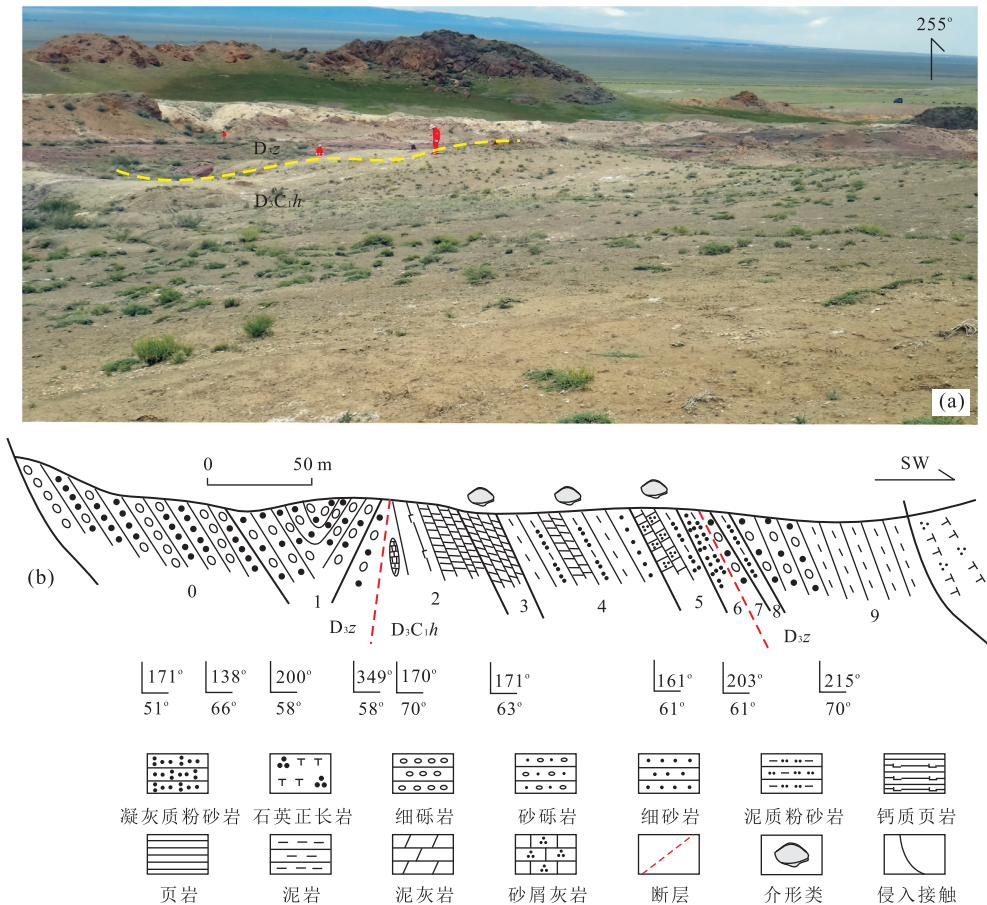 255°
D₃z
D₃C₁h
(a)
0 50 m
SW
(b)
0 1 2 3 4 5 6 7 8 9
D₃z D₃C₁h D₃z
171° 138° 200° 349° 170° 171° 161° 203° 215°
51° 66° 58° 58° 70° 63° 61° 61° 70°
凝灰质粉砂岩 石英正长岩 细砾岩 砂砾岩 细砂岩 泥质粉砂岩 钙质页岩
页岩 泥岩 泥灰岩 砂屑灰岩 断层 介形类 侵入接触